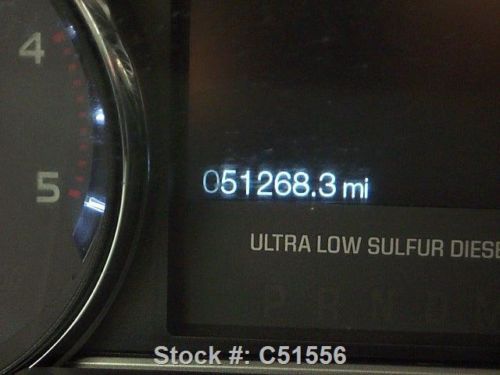 4
5
051268.3 mi
ULTRA LOW SULFUR DIESE
P R N D M
Stock #: C51556